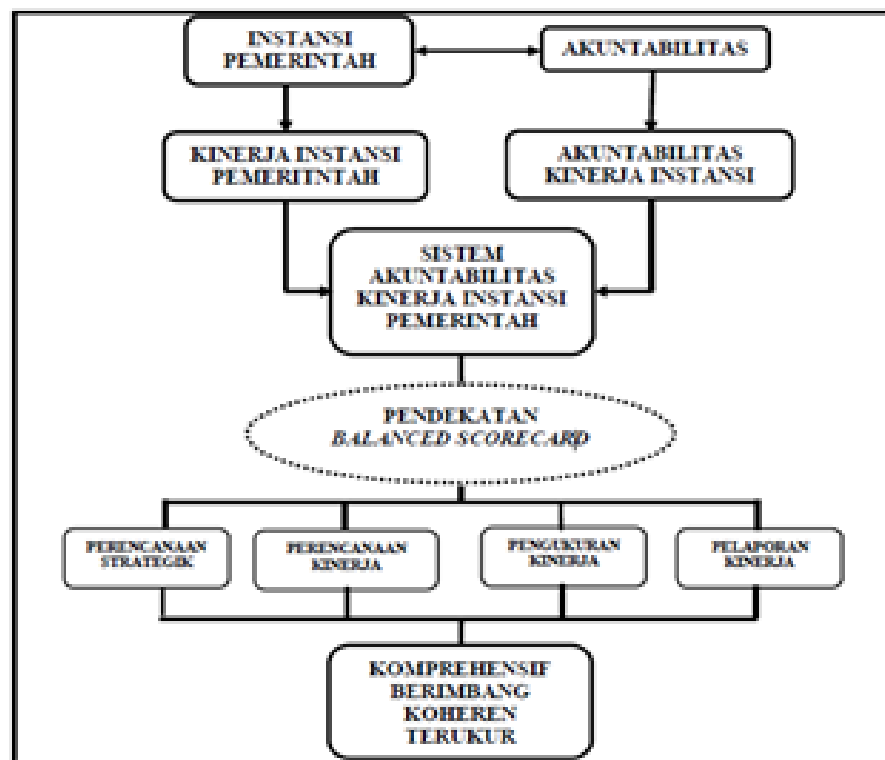 INSTANSI
PEMERINTAH
AKUNTABILITAS
KINERJA INSTANSI
PEMERITNTAH
AKUNTABILITAS
KINERJA INSTANSI
SISTEM
AKUNTABILITAS
KINERJA INSTANSI
PEMERINTAH
PENDEKATAN
BALANCED SCORECARD
PERENCANAAN
STRATEGIK
PERENCANAAN
KINERJA
PENGUKURAN
KINERJA
PELAPORAN
KINERJA
KOMPREHENSIF
BERIMBANG
KOHEREN
TERUKUR